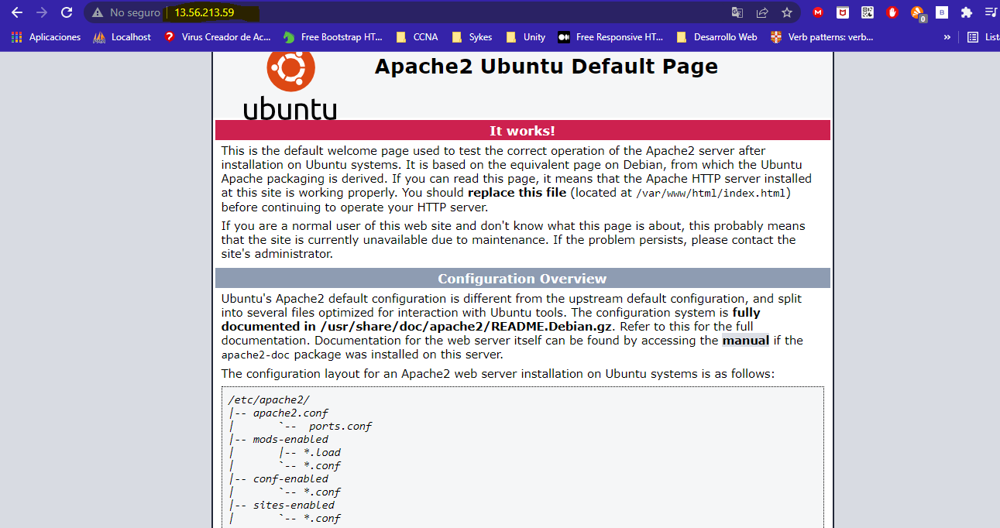 No seguro 13.56.213.59
0
Aplicaciones Localhost Virus Creador de Ac... Free Bootstrap HT... CCNA Sykes Unity Free Responsive HT... Desarrollo Web Verb patterns: verb... » List
Apache2 Ubuntu Default Page
ubuntu
It works!
This is the default welcome page used to test the correct operation of the Apache2 server after
installation on Ubuntu systems. It is based on the equivalent page on Debian, from which the Ubuntu
Apache packaging is derived. If you can read this page, it means that the Apache HTTP server installed
at this site is working properly. You should replace this file (located at /var/www/html/index.html)
before continuing to operate your HTTP server.
If you are a normal user of this web site and don't know what this page is about, this probably means
that the site is currently unavailable due to maintenance. If the problem persists, please contact the
site's administrator.
Configuration Overview
Ubuntu's Apache2 default configuration is different from the upstream default configuration, and split
into several files optimized for interaction with Ubuntu tools. The configuration system is fully
documented in /usr/share/doc/apache2/README.Debian.gz. Refer to this for the full
documentation. Documentation for the web server itself can be found by accessing the manual if the
apache2-doc package was installed on this server.
The configuration layout for an Apache2 web server installation on Ubuntu systems is as follows:
/etc/apache2/
|-- apache2.conf
|       `--  ports.conf
|-- mods-enabled
|       |-- *.load
|       `-- *.conf
|-- conf-enabled
|       `-- *.conf
|-- sites-enabled
|       `-- *.conf